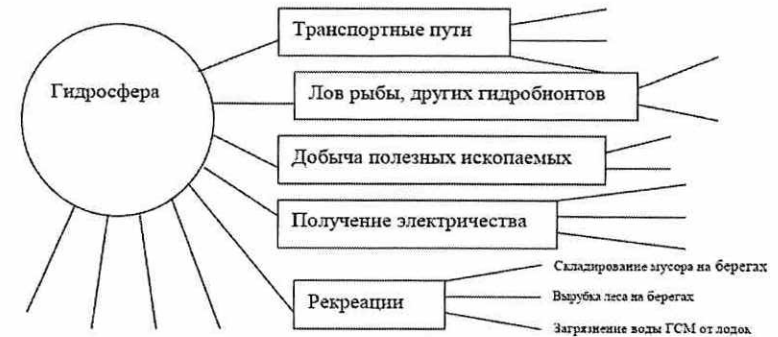 Транспортные пути
Гидросфера
Лов рыбы, других гидробионтов
Добыча полезных ископаемых
Получение электричества
Складирование мусора на берегах
Рекреации
Вырубка леса на берегах
Загрязнение воды ГСМ от лодок